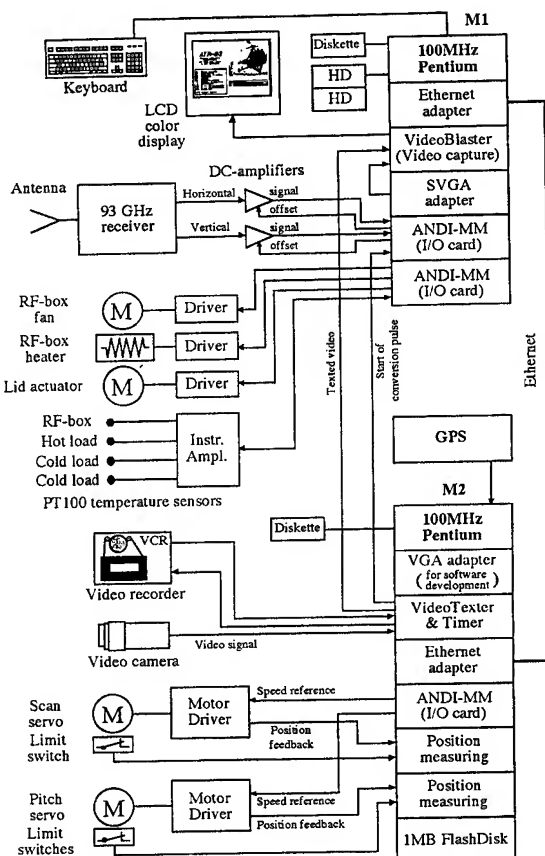 M1
Keyboard
Diskette
HD
HD
100MHz
Pentium
Ethernet
adapter
VideoBlaster
(Video capture)
SVGA
adapter
ANDI-MM
(I/O card)
ANDI-MM
(I/O card)
LCD
color
display
DC-amplifiers
Antenna
93 GHz
receiver
Horizontal
signal
offset
Vertical
signal
offset
RF-box
fan
M
Driver
RF-box
heater
Driver
Lid actuator
M
Driver
RF-box
Hot load
Cold load
Cold load
Instr.
Ampl.
PT100 temperature sensors
Texted video
Start of
conversion pulse
Ethernet
GPS
M2
Diskette
100MHz
Pentium
VGA adapter
(for software
development)
VideoTexter
& Timer
Ethernet
adapter
ANDI-MM
(I/O card)
Position
measuring
Position
measuring
1MB FlashDisk
VCR
Video recorder
Video camera
Video signal
Scan
servo
M
Motor
Driver
Speed reference
Position
feedback
Limit
switch
Pitch
servo
M
Motor
Driver
Speed reference
Position feedback
Limit
switches